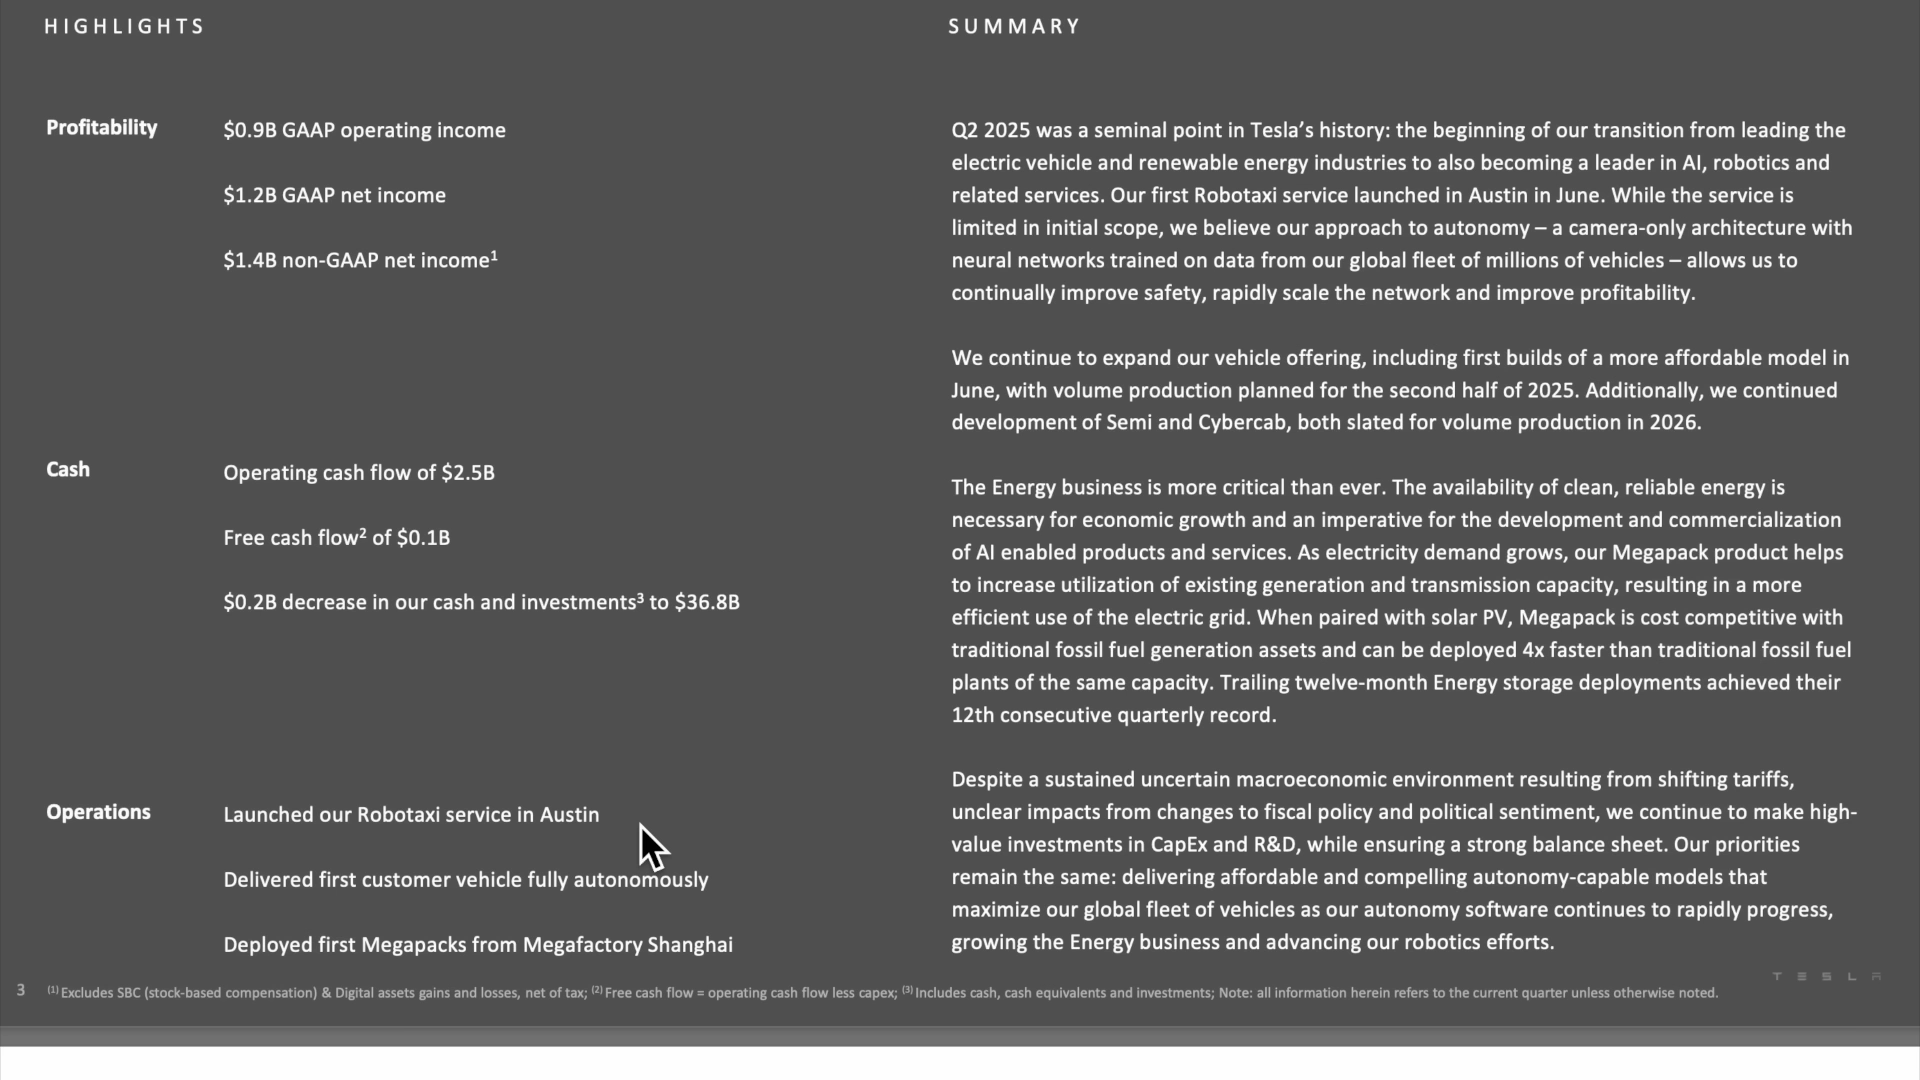 HIGHLIGHTS
Profitability
$0.9B GAAP operating income
$1.2B GAAP net income
$1.4B non-GAAP net income¹
Cash
Operating cash flow of $2.5B
Free cash flow² of $0.1B
$0.2B decrease in our cash and investments³ to $36.8B
Operations
Launched our Robotaxi service in Austin
Delivered first customer vehicle fully autonomously
Deployed first Megapacks from Megafactory Shanghai
SUMMARY
Q2 2025 was a seminal point in Tesla’s history: the beginning of our transition from leading the
electric vehicle and renewable energy industries to also becoming a leader in AI, robotics and
related services. Our first Robotaxi service launched in Austin in June. While the service is
limited in initial scope, we believe our approach to autonomy – a camera-only architecture with
neural networks trained on data from our global fleet of millions of vehicles – allows us to
continually improve safety, rapidly scale the network and improve profitability.
We continue to expand our vehicle offering, including first builds of a more affordable model in
June, with volume production planned for the second half of 2025. Additionally, we continued
development of Semi and Cybercab, both slated for volume production in 2026.
The Energy business is more critical than ever. The availability of clean, reliable energy is
necessary for economic growth and an imperative for the development and commercialization
of AI enabled products and services. As electricity demand grows, our Megapack product helps
to increase utilization of existing generation and transmission capacity, resulting in a more
efficient use of the electric grid. When paired with solar PV, Megapack is cost competitive with
traditional fossil fuel generation assets and can be deployed 4x faster than traditional fossil fuel
plants of the same capacity. Trailing twelve-month Energy storage deployments achieved their
12th consecutive quarterly record.
Despite a sustained uncertain macroeconomic environment resulting from shifting tariffs,
unclear impacts from changes to fiscal policy and political sentiment, we continue to make high-
value investments in CapEx and R&D, while ensuring a strong balance sheet. Our priorities
remain the same: delivering affordable and compelling autonomy-capable models that
maximize our global fleet of vehicles as our autonomy software continues to rapidly progress,
growing the Energy business and advancing our robotics efforts.
TESLA
3
(1) Excludes SBC (stock-based compensation) & Digital assets gains and losses, net of tax; (2) Free cash flow = operating cash flow less capex; (3) Includes cash, cash equivalents and investments; Note: all information herein refers to the current quarter unless otherwise noted.